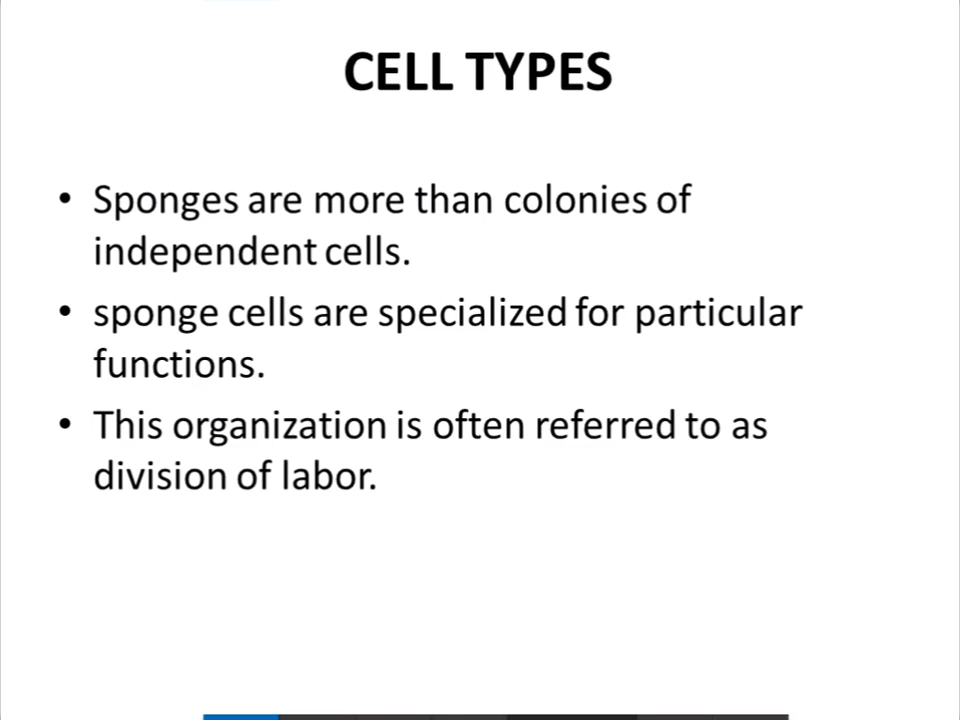 CELL TYPES
• Sponges are more than colonies of
independent cells.
• sponge cells are specialized for particular
functions.
• This organization is often referred to as
division of labor.